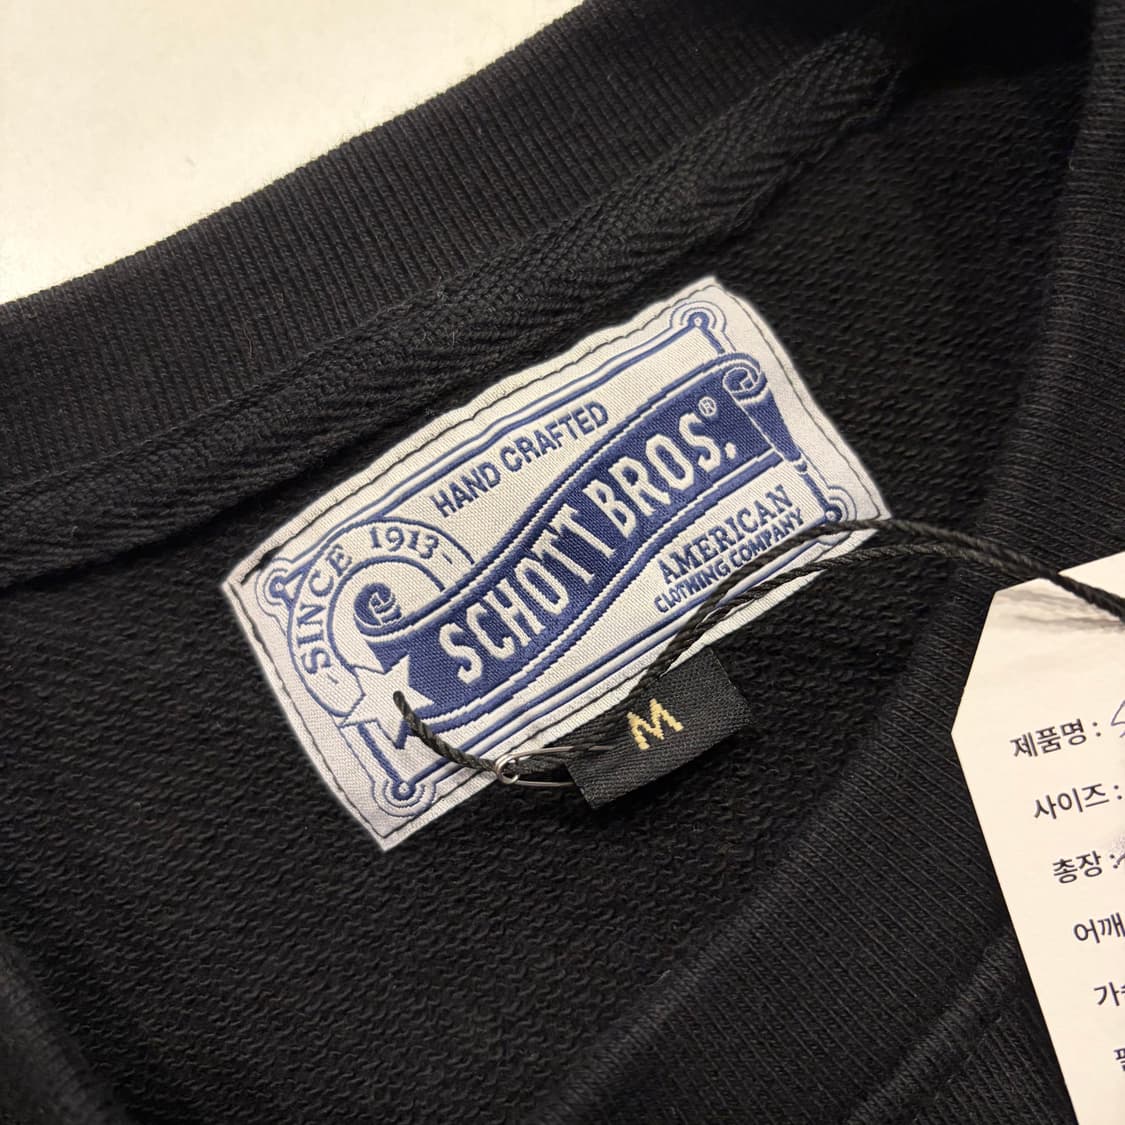 HAND CRAFTED
-SINCE 1913-
SCHOTT BROS.®
AMERICAN
CLOTHING COMPANY
M
제품명 :
사이즈 :
총장 :
어깨